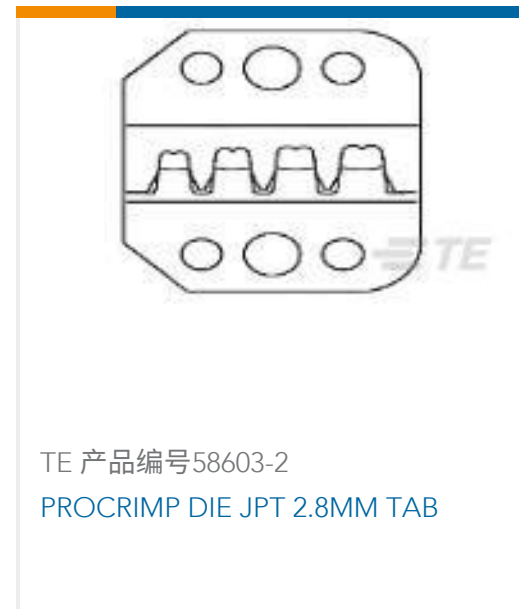 TE
TE 产品编号58603-2
PROCRIMP DIE JPT 2.8MM TAB